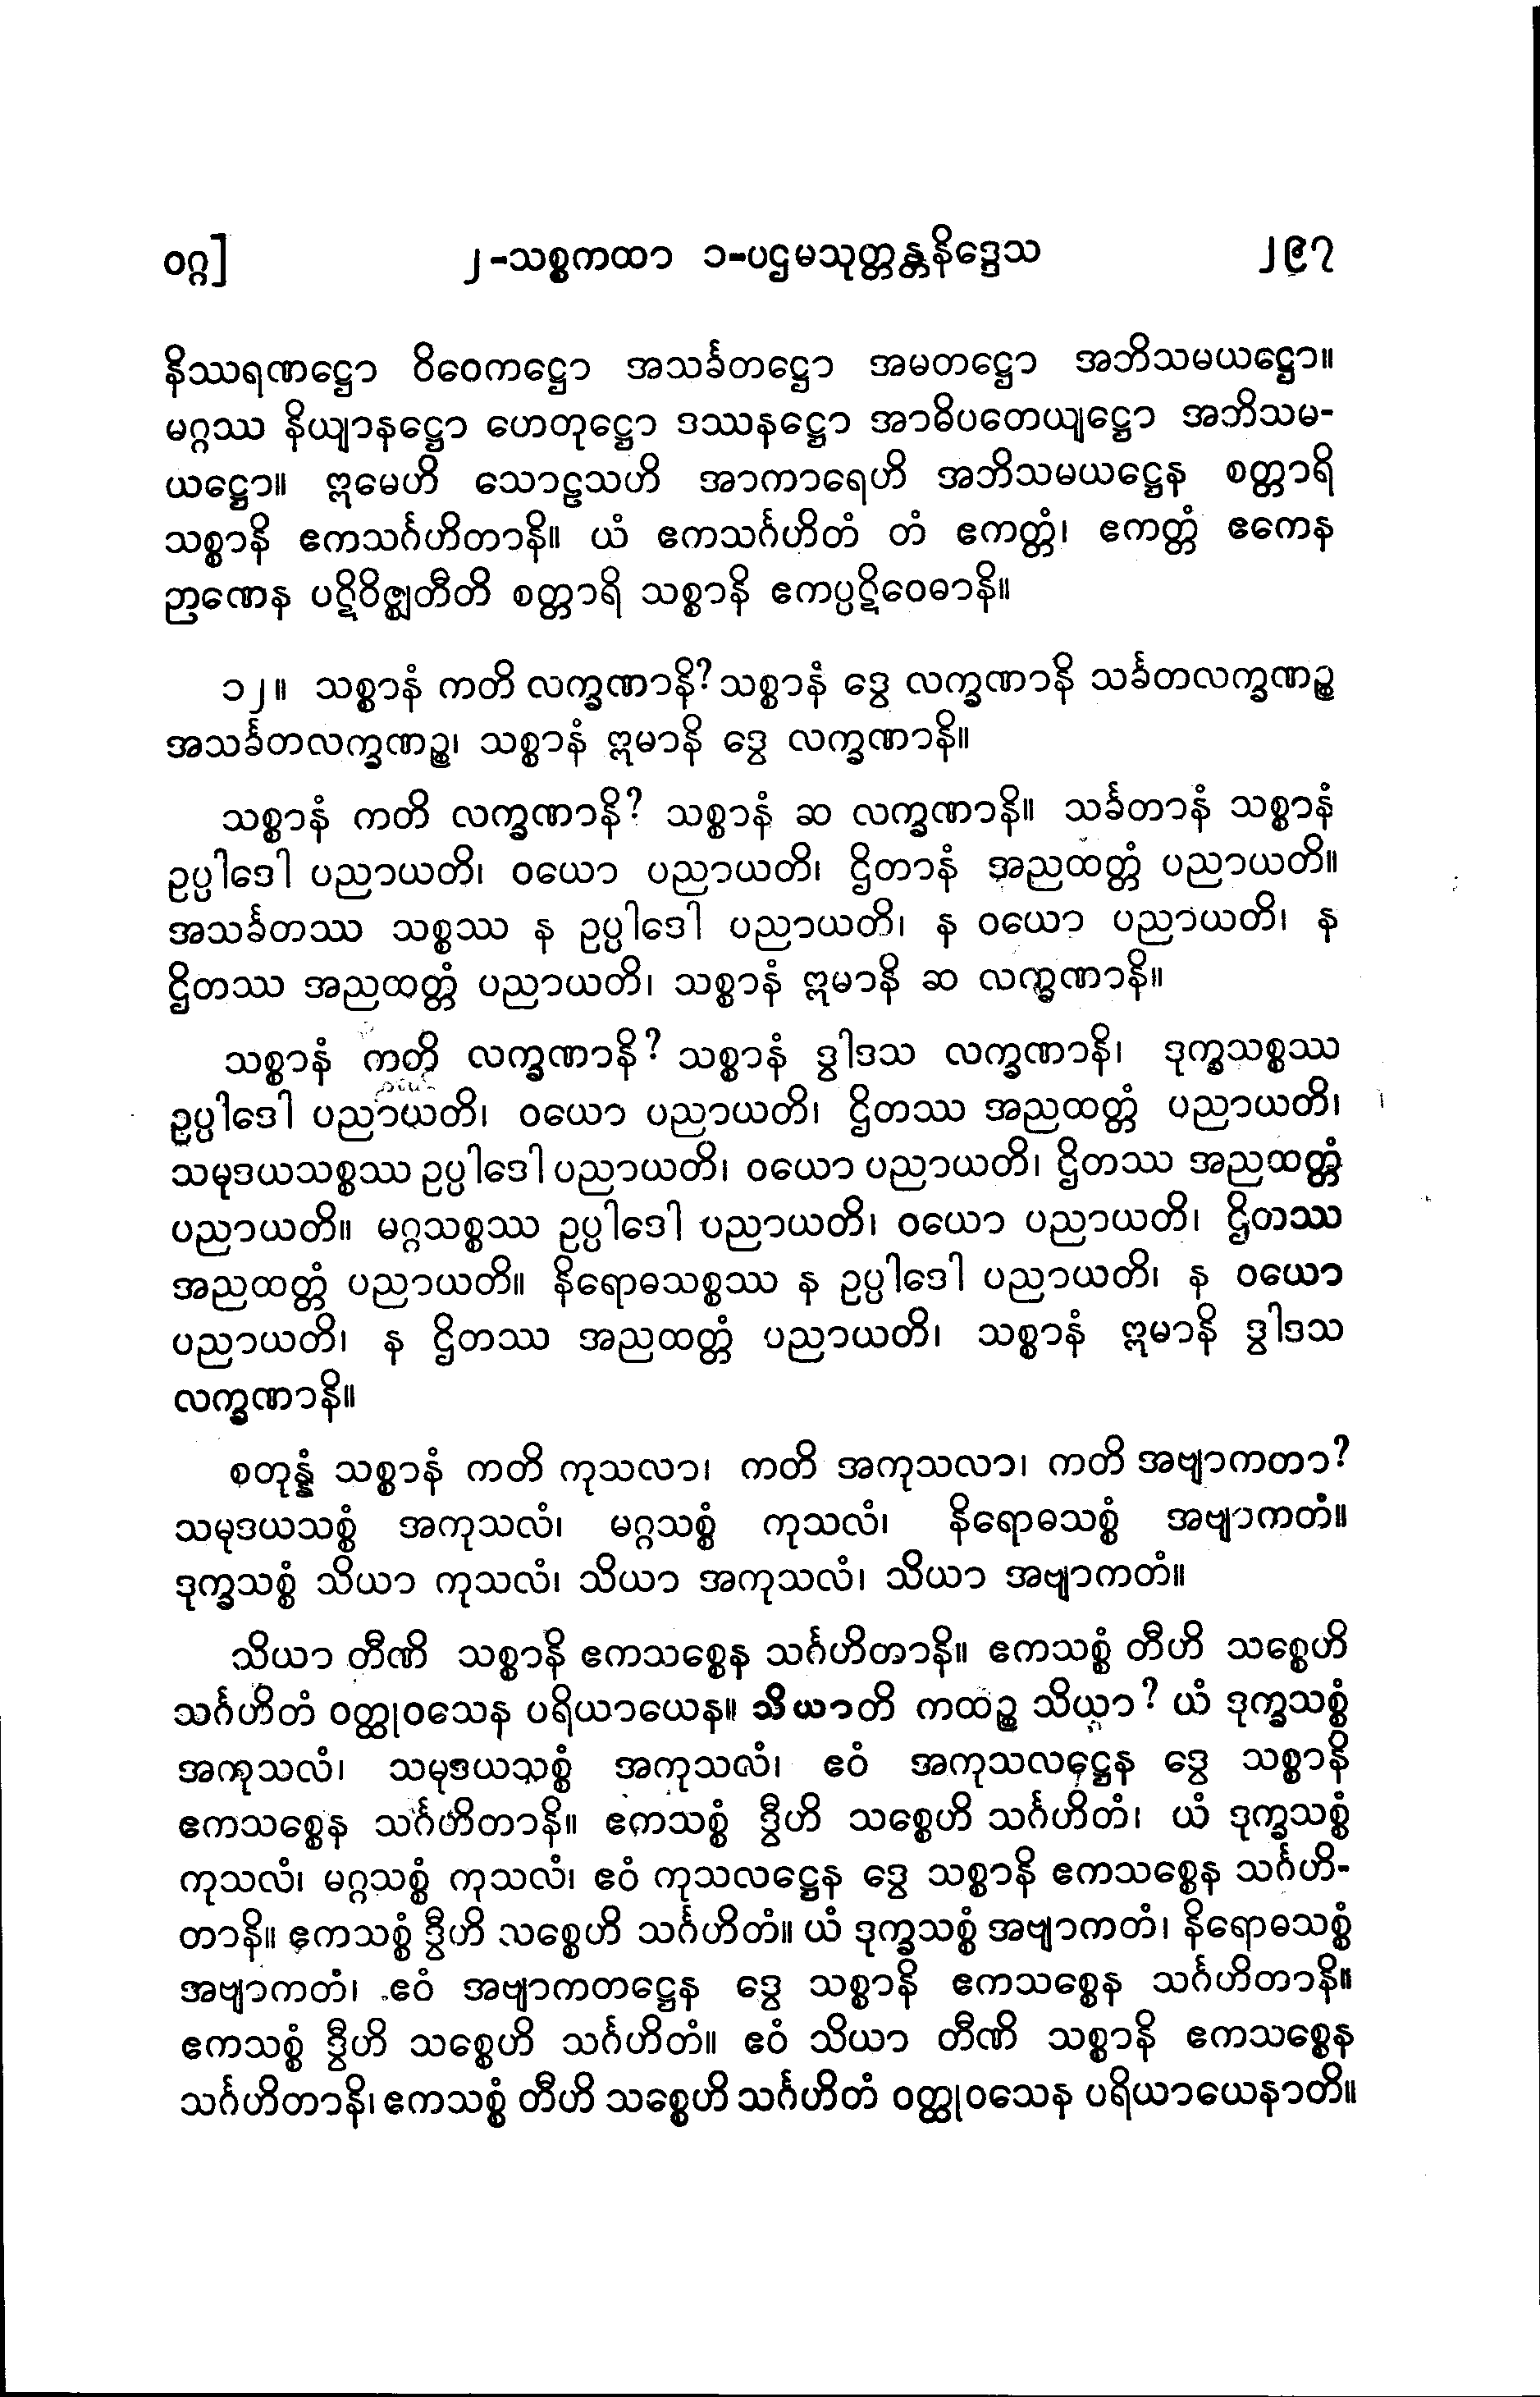 ဝဂ္ဂ] ၂-သစ္စကထာ ၁-ပဌမသုတ္တန္တနိဒ္ဒေသ ၂၉၇
နိဿရဏဋ္ဌော ဝိဝေကဋ္ဌော အသင်္ခတဋ္ဌော အမတဋ္ဌော အဘိသမယဋ္ဌော။
မဂ္ဂဿ နိယျာနဋ္ဌော ဟေတုဋ္ဌော ဒဿနဋ္ဌော အာဓိပတေယျဋ္ဌော အဘိသမ-
ယဋ္ဌော။ ဣမေဟိ သောဠသဟိ အာကာရေဟိ အဘိသမယဋ္ဌေန စတ္တာရိ
သစ္စာနိ ဧကသင်္ဂဟိတာနိ။ ယံ ဧကသင်္ဂဟိတံ တံ ဧကတ္တံ၊ ဧကတ္တံ ဧကေန
ဉာဏေန ပဋိဝိဇ္ဈတီတိ စတ္တာရိ သစ္စာနိ ဧကပ္ပဋိဝေဓာနိ။
၁၂။ သစ္စာနံ ကတိ လက္ခဏာနိ? သစ္စာနံ ဒွေ လက္ခဏာနိ သင်္ခတလက္ခဏဉ္စ
အသင်္ခတလက္ခဏဉ္စ၊ သစ္စာနံ ဣမာနိ ဒွေ လက္ခဏာနိ။
သစ္စာနံ ကတိ လက္ခဏာနိ? သစ္စာနံ ဆ လက္ခဏာနိ။ သင်္ခတာနံ သစ္စာနံ
ဥပ္ပါဒေါ ပညာယတိ၊ ဝယော ပညာယတိ၊ ဌိတာနံ အညထတ္တံ ပညာယတိ။
အသင်္ခတဿ သစ္စဿ န ဥပ္ပါဒေါ ပညာယတိ၊ န ဝယော ပညာယတိ၊ န
ဌိတဿ အညထတ္တံ ပညာယတိ၊ သစ္စာနံ ဣမာနိ ဆ လက္ခဏာနိ။
သစ္စာနံ ကတိ လက္ခဏာနိ? သစ္စာနံ ဒွါဒသ လက္ခဏာနိ၊ ဒုက္ခသစ္စဿ
ဥပ္ပါဒေါ ပညာယတိ၊ ဝယော ပညာယတိ၊ ဌိတဿ အညထတ္တံ ပညာယတိ၊
သမုဒယသစ္စဿ ဥပ္ပါဒေါ ပညာယတိ၊ ဝယော ပညာယတိ၊ ဌိတဿ အညထတ္တံ
ပညာယတိ။ မဂ္ဂသစ္စဿ ဥပ္ပါဒေါ ပညာယတိ၊ ဝယော ပညာယတိ၊ ဌိတဿ
အညထတ္တံ ပညာယတိ။ နိရောဓသစ္စဿ န ဥပ္ပါဒေါ ပညာယတိ၊ န ဝယော
ပညာယတိ၊ န ဌိတဿ အညထတ္တံ ပညာယတိ၊ သစ္စာနံ ဣမာနိ ဒွါဒသ
လက္ခဏာနိ။
စတုန္နံ သစ္စာနံ ကတိ ကုသလာ၊ ကတိ အကုသလာ၊ ကတိ အဗျာကတာ?
သမုဒယသစ္စံ အကုသလံ၊ မဂ္ဂသစ္စံ ကုသလံ၊ နိရောဓသစ္စံ အဗျာကတံ။
ဒုက္ခသစ္စံ သိယာ ကုသလံ၊ သိယာ အကုသလံ၊ သိယာ အဗျာကတံ။
သိယာ တီဏိ သစ္စာနိ ဧကသစ္စေန သင်္ဂဟိတာနိ။ ဧကသစ္စံ တီဟိ သစ္စေဟိ
သင်္ဂဟိတံ ဝတ္ထုဝသေန ပရိယာယေန။ သိယာတိ ကထဉ္စ သိယာ? ယံ ဒုက္ခသစ္စံ
အကုသလံ၊ သမုဒယသစ္စံ အကုသလံ၊ ဧဝံ အကုသလဋ္ဌေန ဒွေ သစ္စာနိ
ဧကသစ္စေန သင်္ဂဟိတာနိ။ ဧကသစ္စံ ဒွီဟိ သစ္စေဟိ သင်္ဂဟိတံ၊ ယံ ဒုက္ခသစ္စံ
ကုသလံ၊ မဂ္ဂသစ္စံ ကုသလံ၊ ဧဝံ ကုသလဋ္ဌေန ဒွေ သစ္စာနိ ဧကသစ္စေန သင်္ဂဟိ-
တာနိ။ ဧကသစ္စံ ဒွီဟိ သစ္စေဟိ သင်္ဂဟိတံ။ ယံ ဒုက္ခသစ္စံ အဗျာကတံ၊ နိရောဓသစ္စံ
အဗျာကတံ၊ ဧဝံ အဗျာကတဋ္ဌေန ဒွေ သစ္စာနိ ဧကသစ္စေန သင်္ဂဟိတာနိ။
ဧကသစ္စံ ဒွီဟိ သစ္စေဟိ သင်္ဂဟိတံ။ ဧဝံ သိယာ တီဏိ သစ္စာနိ ဧကသစ္စေန
သင်္ဂဟိတာနိ၊ ဧကသစ္စံ တီဟိ သစ္စေဟိ သင်္ဂဟိတံ ဝတ္ထုဝသေန ပရိယာယေနာတိ။